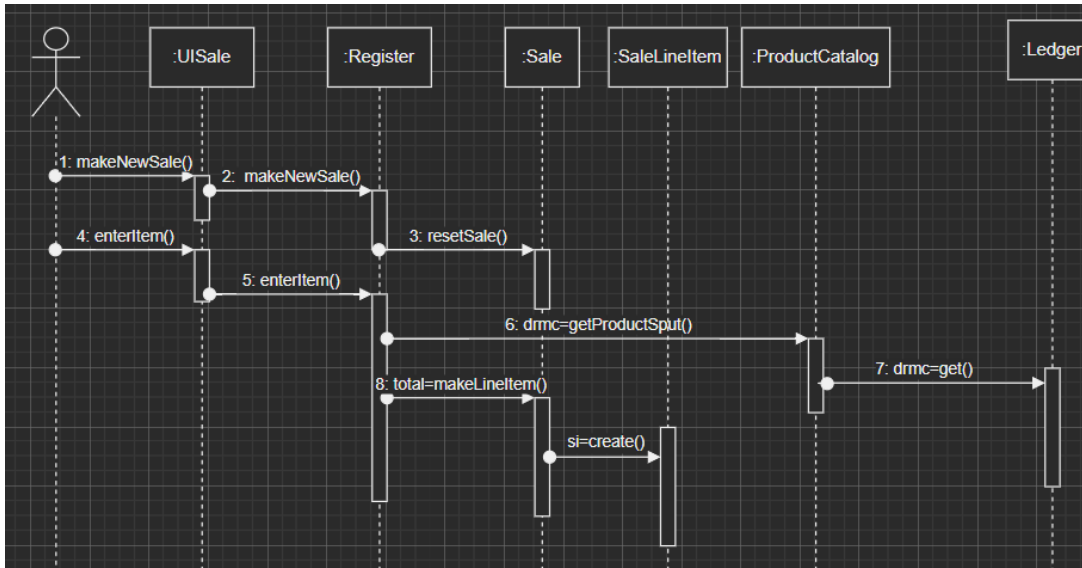 :UISale
:Register
:Sale
:SaleLineItem
:ProductCatalog
:Ledger
1: makeNewSale()
2: makeNewSale()
4: enterItem()
3: resetSale()
5: enterItem()
6: drmc=getProductSput()
7: drmc=get()
8: total=makeLineItem()
si=create()